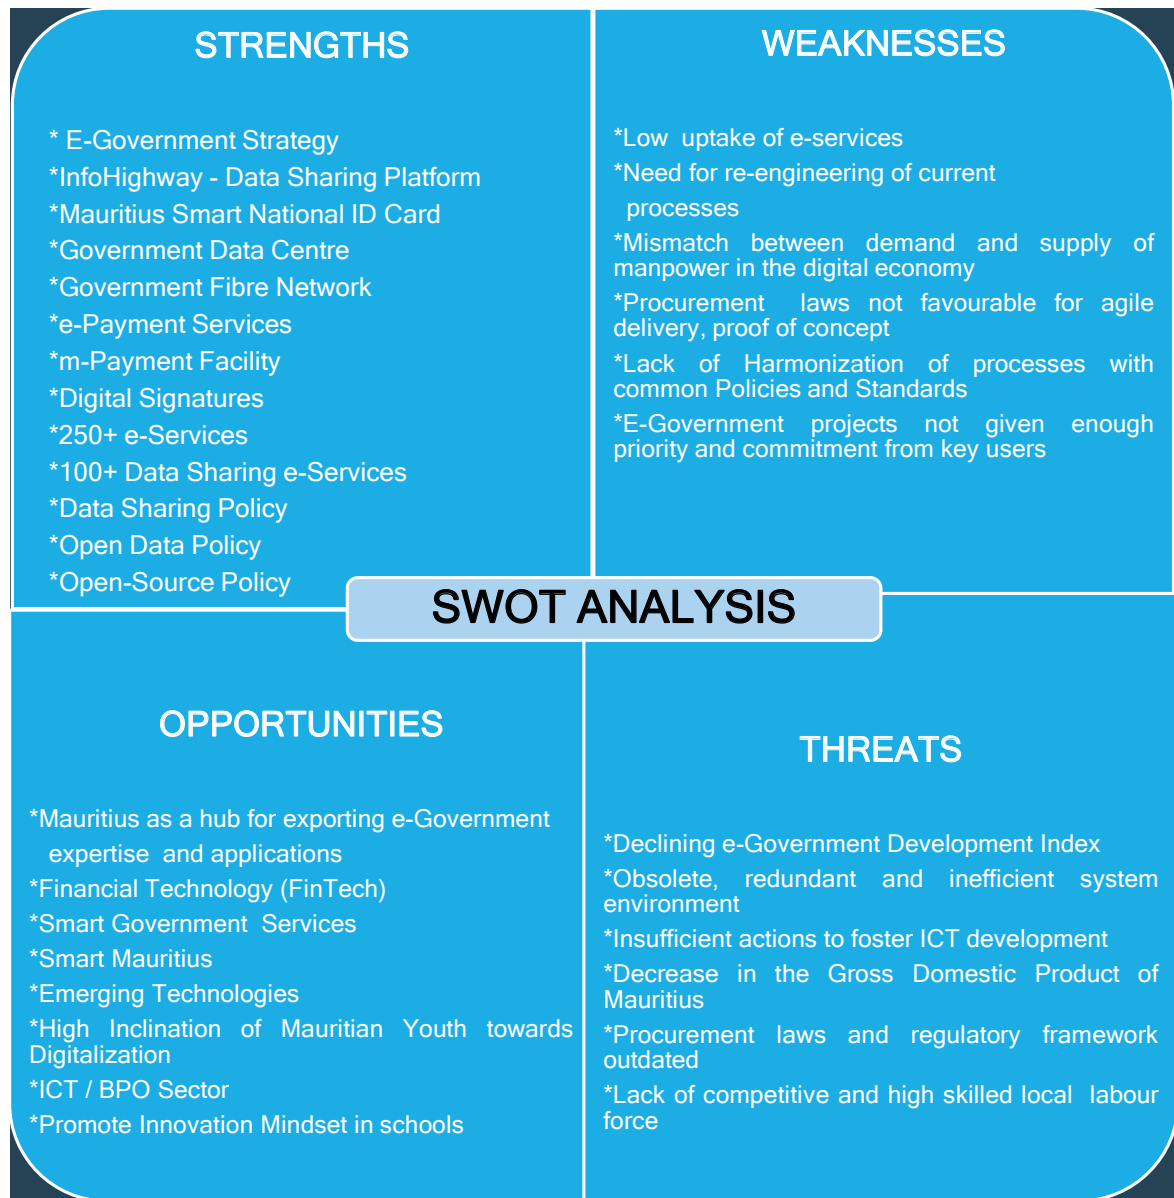 STRENGTHS
* E-Government Strategy
*InfoHighway - Data Sharing Platform
*Mauritius Smart National ID Card
*Government Data Centre
*Government Fibre Network
*e-Payment Services
*m-Payment Facility
*Digital Signatures
*250+ e-Services
*100+ Data Sharing e-Services
*Data Sharing Policy
*Open Data Policy
*Open-Source Policy
WEAKNESSES
*Low uptake of e-services
*Need for re-engineering of current
processes
*Mismatch between demand and supply of
manpower in the digital economy
*Procurement laws not favourable for agile
delivery, proof of concept
*Lack of Harmonization of processes with
common Policies and Standards
*E-Government projects not given enough
priority and commitment from key users
SWOT ANALYSIS
OPPORTUNITIES
*Mauritius as a hub for exporting e-Government
expertise and applications
*Financial Technology (FinTech)
*Smart Government Services
*Smart Mauritius
*Emerging Technologies
*High Inclination of Mauritian Youth towards
Digitalization
*ICT / BPO Sector
*Promote Innovation Mindset in schools
THREATS
*Declining e-Government Development Index
*Obsolete, redundant and inefficient system
environment
*Insufficient actions to foster ICT development
*Decrease in the Gross Domestic Product of
Mauritius
*Procurement laws and regulatory framework
outdated
*Lack of competitive and high skilled local labour
force